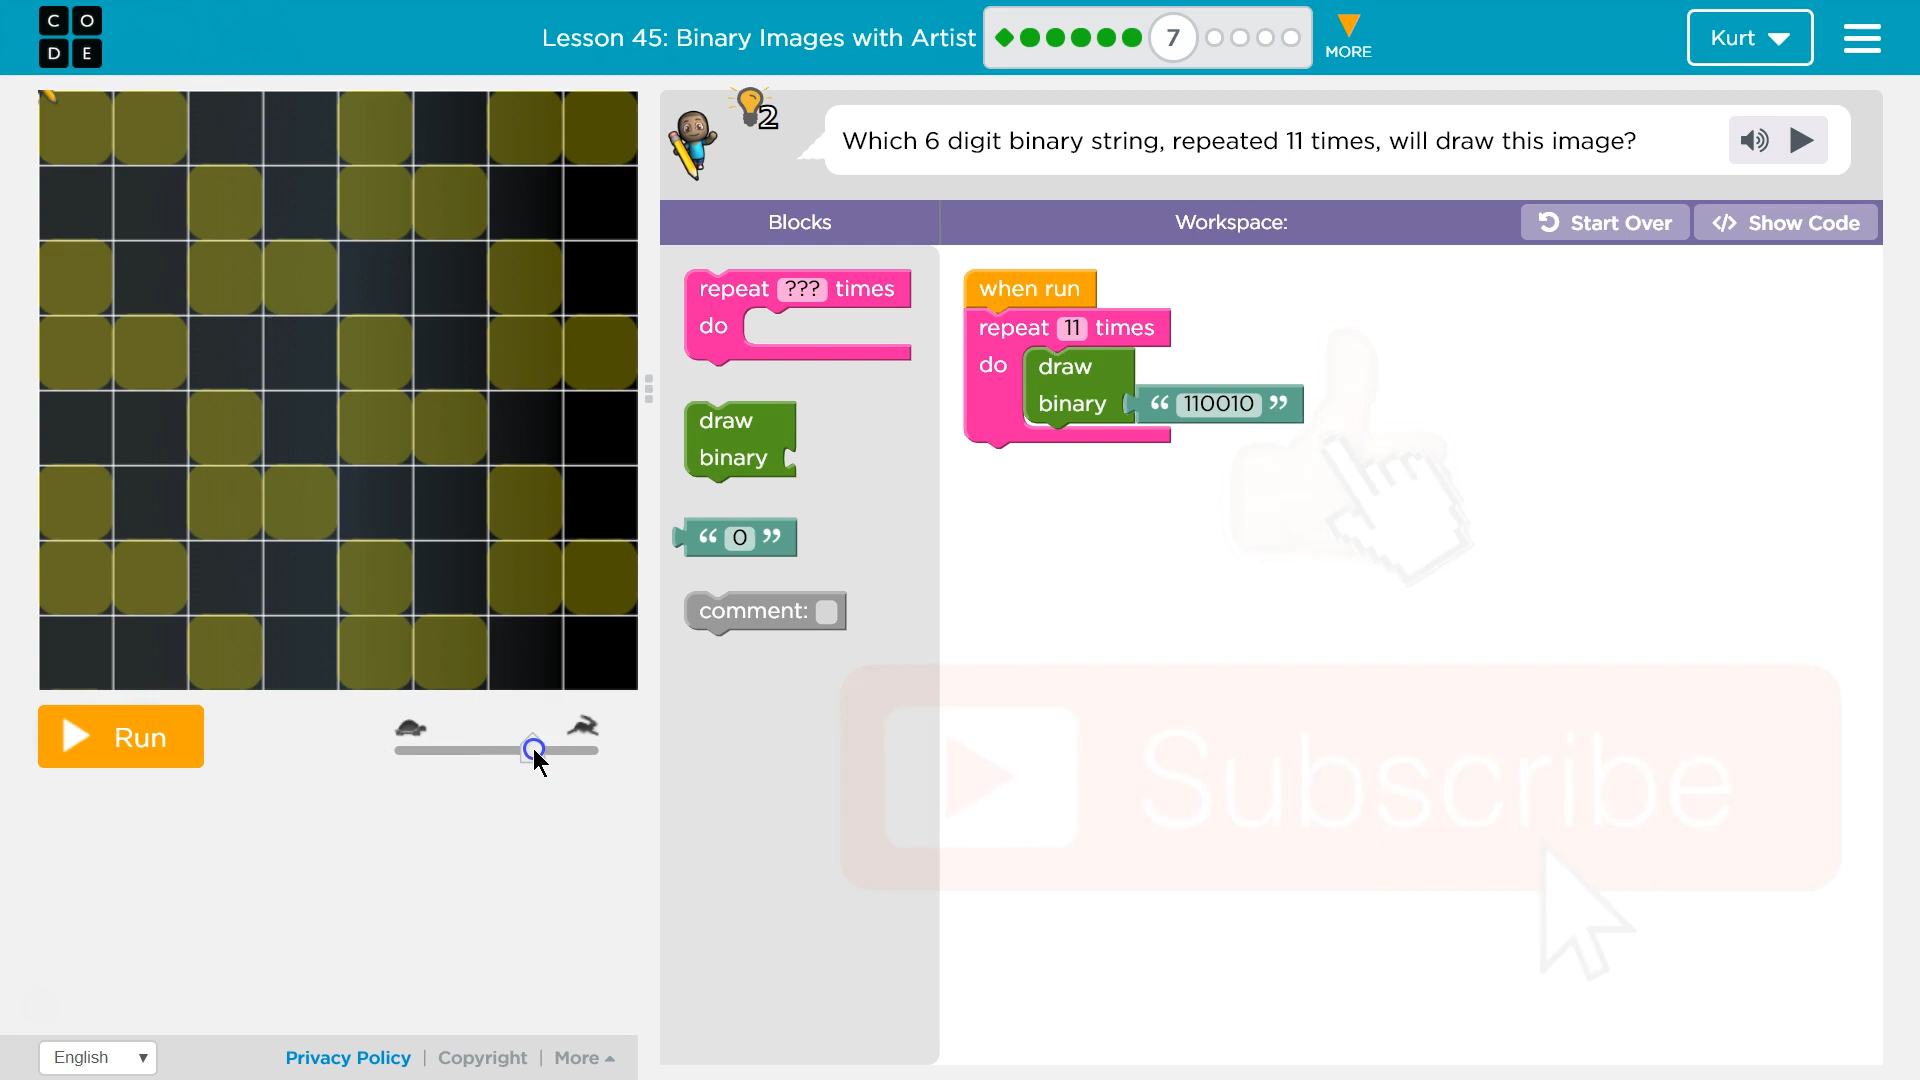 C O
D E
Lesson 45: Binary Images with Artist
7
MORE
Kurt
2
Which 6 digit binary string, repeated 11 times, will draw this image?
Blocks
Workspace:
Start Over
</> Show Code
repeat ??? times
do
draw
binary
“ 0 ”
comment:
when run
repeat 11 times
do
draw
binary “ 110010 ”
Run
Subscribe
English
Privacy Policy | Copyright | More